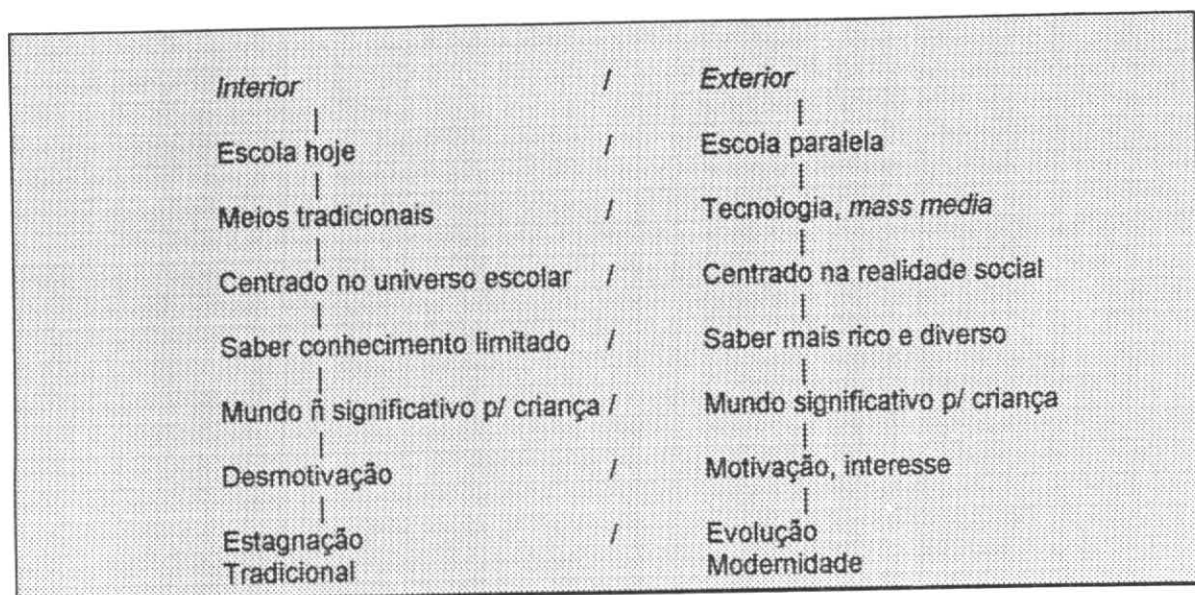 Interior / Exterior
Escola hoje / Escola paralela
Meios tradicionais / Tecnologia, mass media
Centrado no universo escolar / Centrado na realidade social
Saber conhecimento limitado / Saber mais rico e diverso
Mundo ñ significativo p/ criança / Mundo significativo p/ criança
Desmotivação / Motivação, interesse
Estagnação / Evolução
Tradicional Modernidade